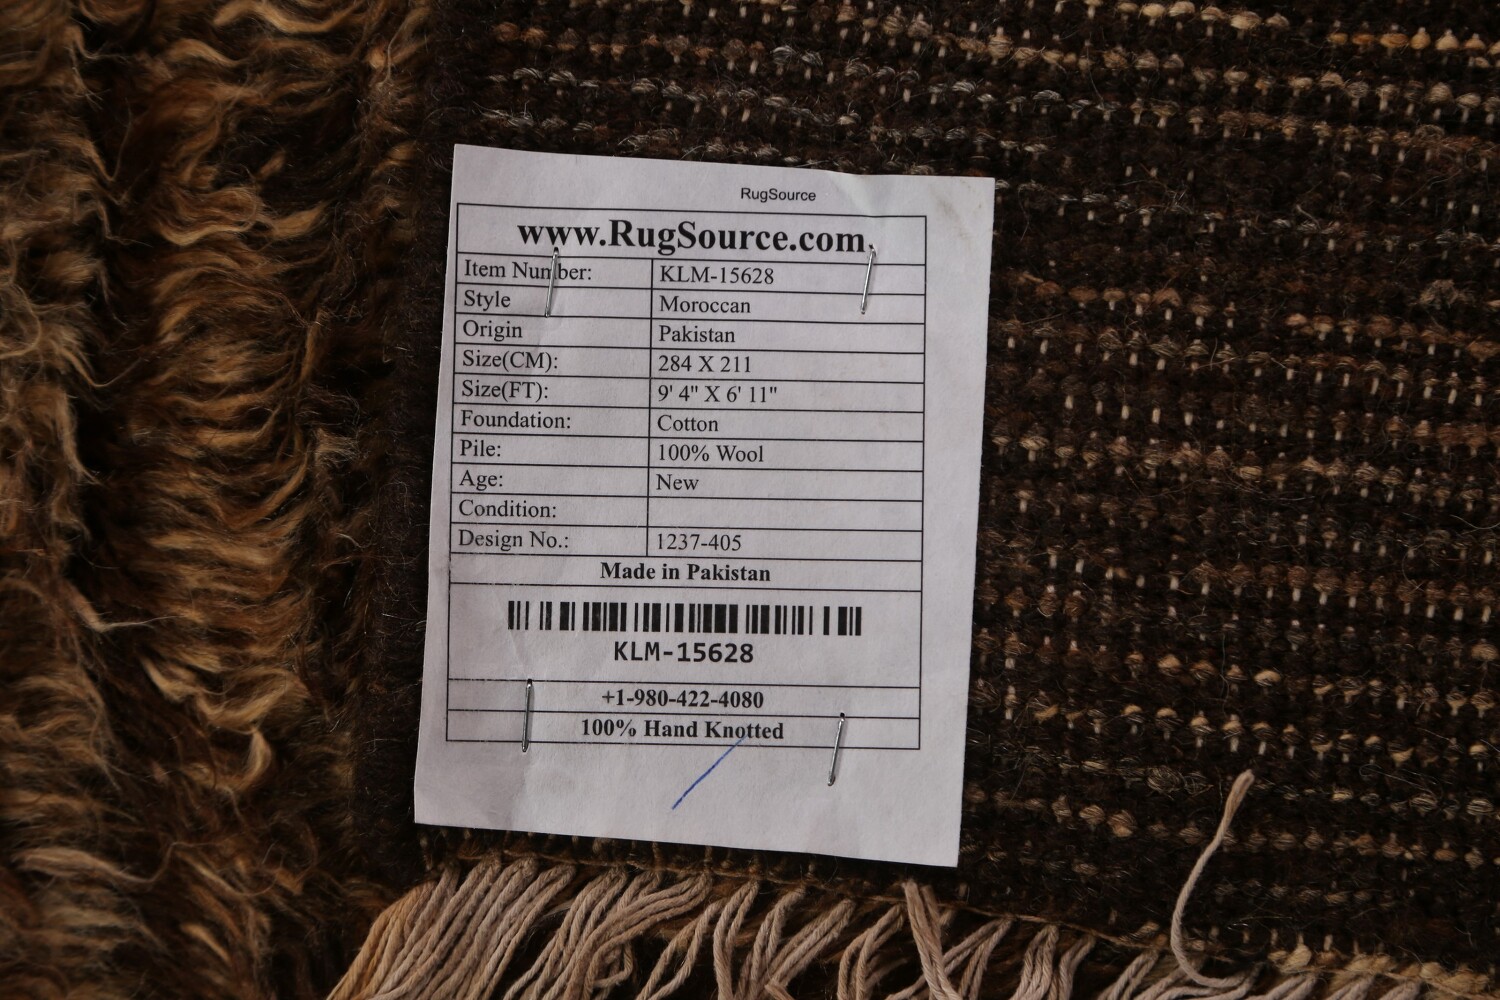 RugSource
www.RugSource.com
Item Number: KLM-15628
Style Moroccan
Origin Pakistan
Size(CM): 284 X 211
Size(FT): 9' 4" X 6' 11"
Foundation: Cotton
Pile: 100% Wool
Age: New
Condition:
Design No.: 1237-405
Made in Pakistan
KLM-15628
+1-980-422-4080
100% Hand Knotted